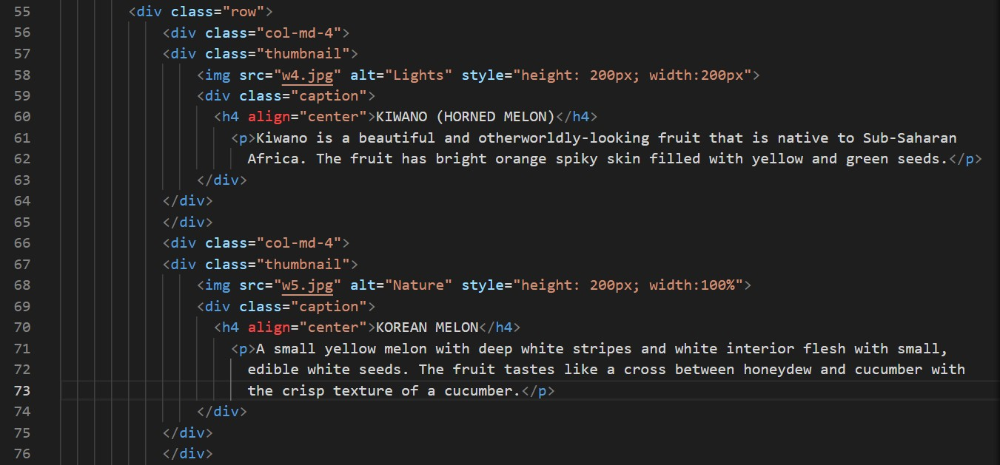 55 <div class="row">
56 <div class="col-md-4">
57 <div class="thumbnail">
58 <img src="w4.jpg" alt="Lights" style="height: 200px; width:200px">
59 <div class="caption">
60 <h4 align="center">KIWANO (HORNED MELON)</h4>
61 <p>Kiwano is a beautiful and otherworldly-looking fruit that is native to Sub-Saharan
62 Africa. The fruit has bright orange spiky skin filled with yellow and green seeds.</p>
63 </div>
64 </div>
65 </div>
66 <div class="col-md-4">
67 <div class="thumbnail">
68 <img src="w5.jpg" alt="Nature" style="height: 200px; width:100%">
69 <div class="caption">
70 <h4 align="center">KOREAN MELON</h4>
71 <p>A small yellow melon with deep white stripes and white interior flesh with small,
72 edible white seeds. The fruit tastes like a cross between honeydew and cucumber with
73 the crisp texture of a cucumber.</p>
74 </div>
75 </div>
76 </div>